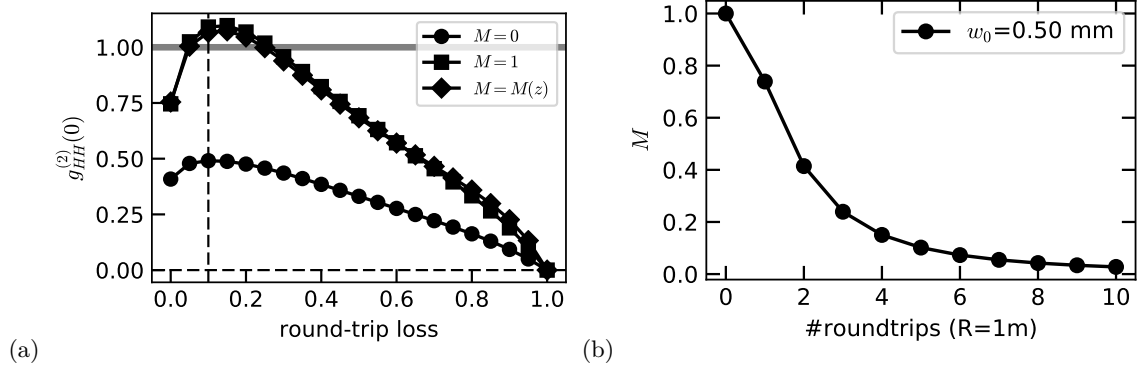 g_{HH}^{(2)}(0)
1.00
0.75
0.50
0.25
0.00
M = 0
M = 1
M = M(z)
0.0 0.2 0.4 0.6 0.8 1.0
round-trip loss
(a)
M
1.0
0.8
0.6
0.4
0.2
0.0
w_0=0.50 mm
0 2 4 6 8 10
#roundtrips (R=1m)
(b)